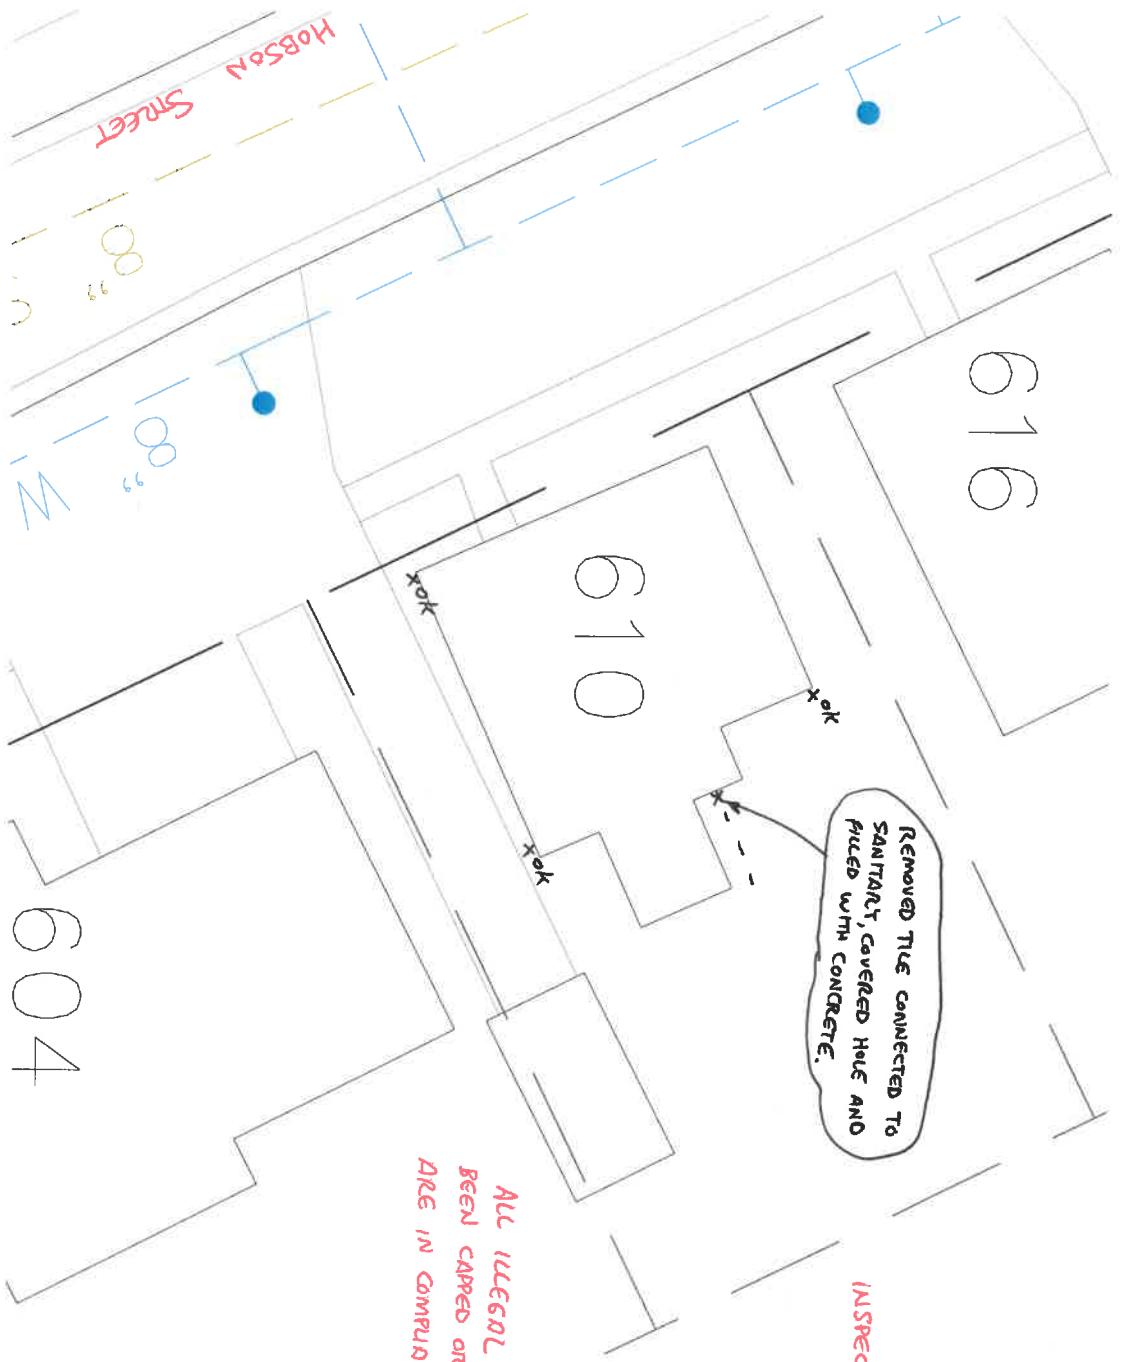 HOBSON
STREET
8"
8"
W
616
610
604
xok
xok
xok
x
REMOVED TILE CONNECTED TO
SANITARY, COVERED HOLE AND
FILLED WITH CONCRETE.
INSPEC
ALL ILLEGAL
BEEN CAPPED OR
ARE IN COMPLIA